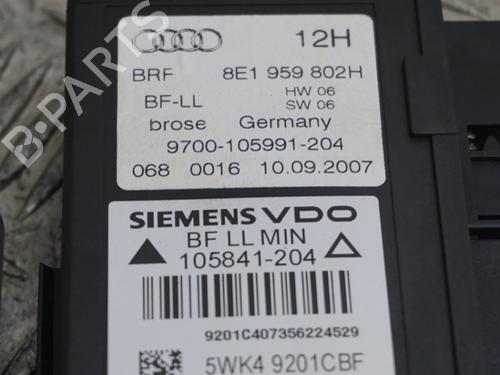 12H
BRF 8E1 959 802H
BF-LL HW 06
SW 06
brose Germany
9700-105991-204
068 0016 10.09.2007
SIEMENS VDO
BF LL MIN
105841-204
9201C407356224529
5WK4 9201CBF
B-PARTS